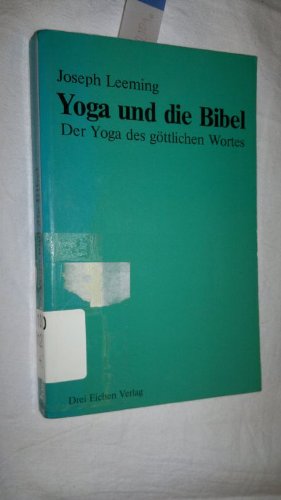 Joseph Leeming
Yoga und die Bibel
Der Yoga des göttlichen Wortes
Drei Eichen Verlag